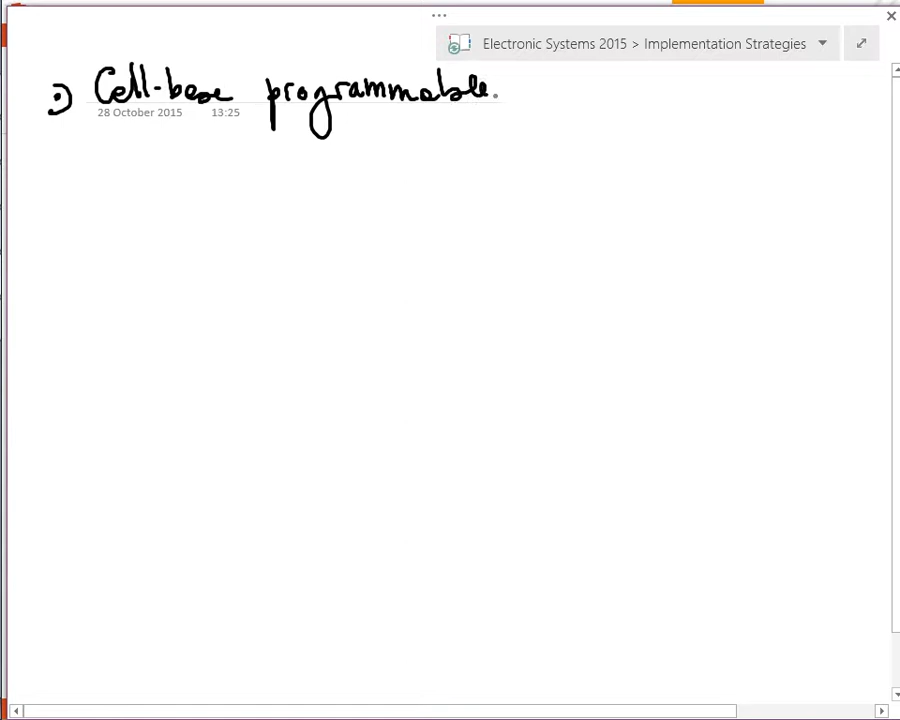 Electronic Systems 2015 > Implementation Strategies
Cell-base programmable.
28 October 2015 13:25